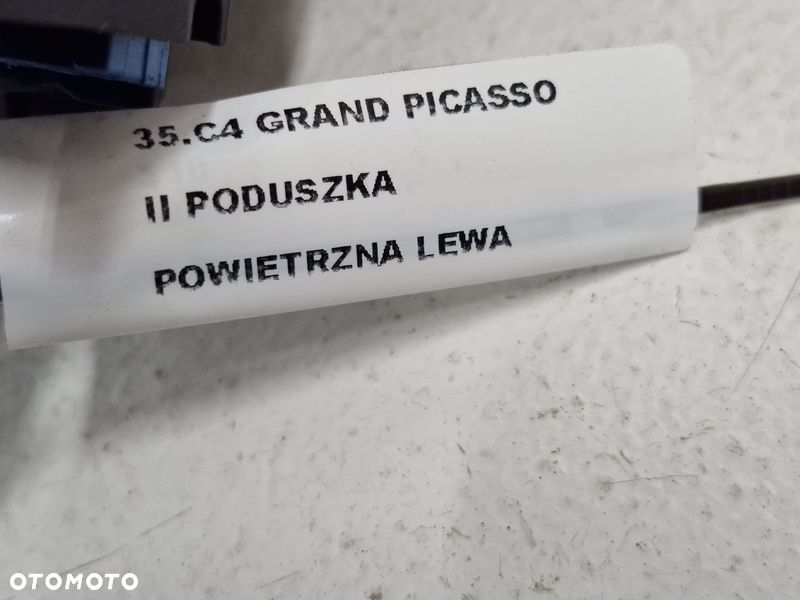 35.C4 GRAND PICASSO
II PODUSZKA
POWIETRZNA LEWA
OTOMOTO